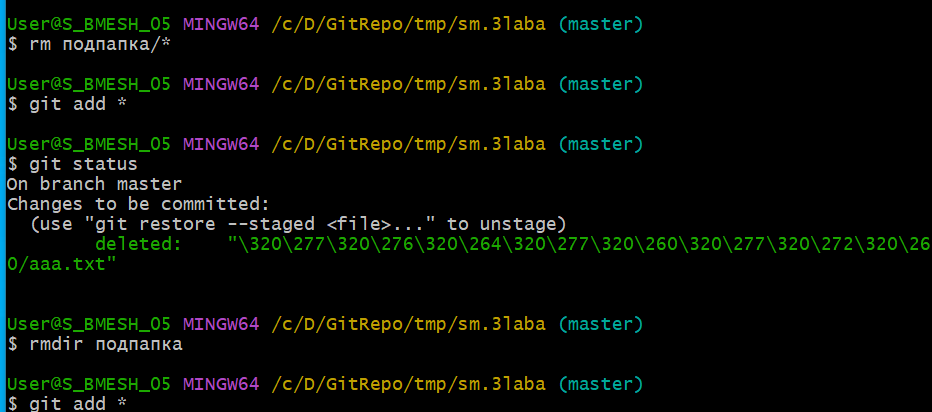 User@S_BMESH_05 MINGW64 /c/D/GitRepo/tmp/sm.3laba (master)
$ rm подпапка/*
User@S_BMESH_05 MINGW64 /c/D/GitRepo/tmp/sm.3laba (master)
$ git add *
User@S_BMESH_05 MINGW64 /c/D/GitRepo/tmp/sm.3laba (master)
$ git status
On branch master
Changes to be committed:
  (use "git restore --staged <file>..." to unstage)
        deleted:    "\320\277\320\276\320\264\320\277\320\260\320\277\320\272\320\26
0/aaa.txt"
User@S_BMESH_05 MINGW64 /c/D/GitRepo/tmp/sm.3laba (master)
$ rmdir подпапка
User@S_BMESH_05 MINGW64 /c/D/GitRepo/tmp/sm.3laba (master)
$ git add *